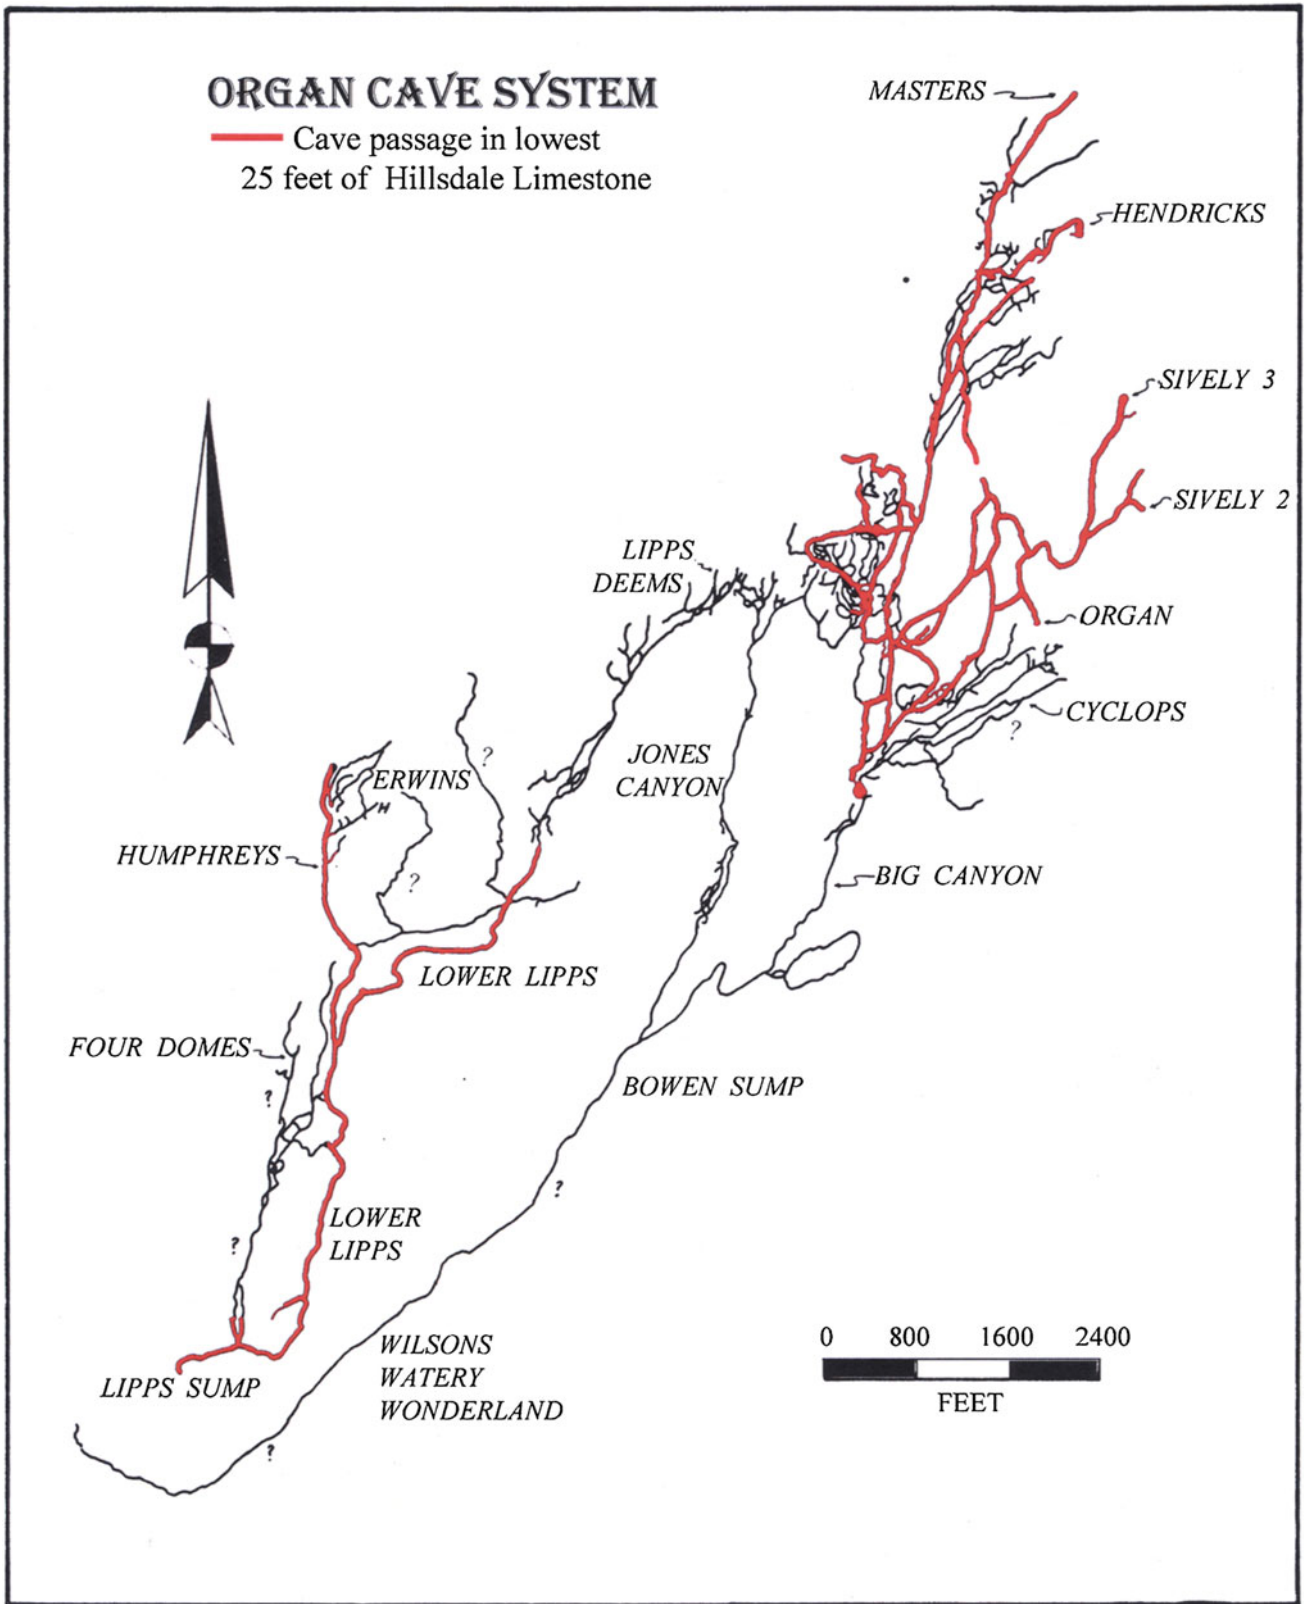 ORGAN CAVE SYSTEM
Cave passage in lowest
25 feet of Hillsdale Limestone
MASTERS
HENDRICKS
SIVELY 3
SIVELY 2
LIPPS
DEEMS
ORGAN
CYCLOPS
?
?
JONES
CANYON
ERWINS
HUMPHREYS
?
BIG CANYON
LOWER LIPPS
FOUR DOMES
?
BOWEN SUMP
?
LOWER
LIPPS
?
WILSONS
WATERY
WONDERLAND
LIPPS SUMP
?
0 800 1600 2400
FEET